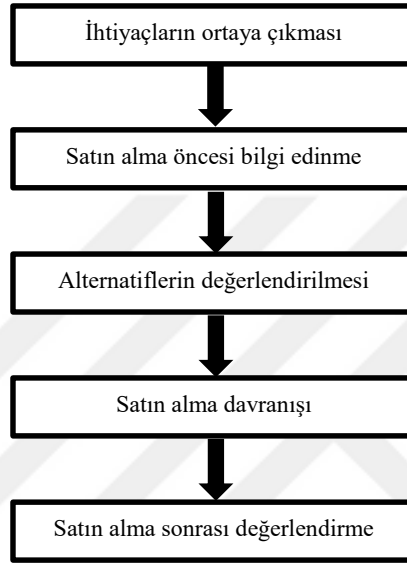 İhtiyaçların ortaya çıkması
Satın alma öncesi bilgi edinme
Alternatiflerin değerlendirilmesi
Satın alma davranışı
Satın alma sonrası değerlendirme